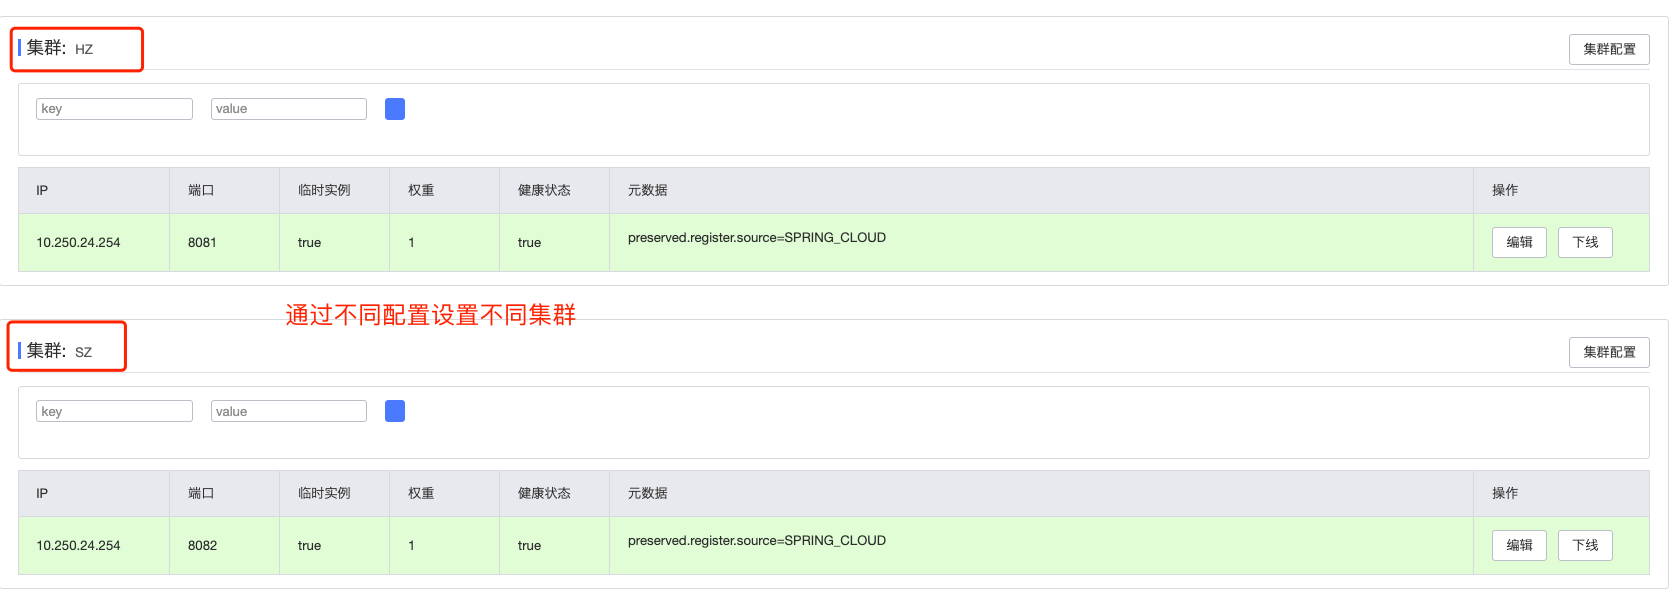 集群: HZ 集群配置
key value
IP 端口 临时实例 权重 健康状态 元数据 操作
10.250.24.254 8081 true 1 true preserved.register.source=SPRING_CLOUD 编辑 下线
通过不同配置设置不同集群
集群: SZ 集群配置
key value
IP 端口 临时实例 权重 健康状态 元数据 操作
10.250.24.254 8082 true 1 true preserved.register.source=SPRING_CLOUD 编辑 下线